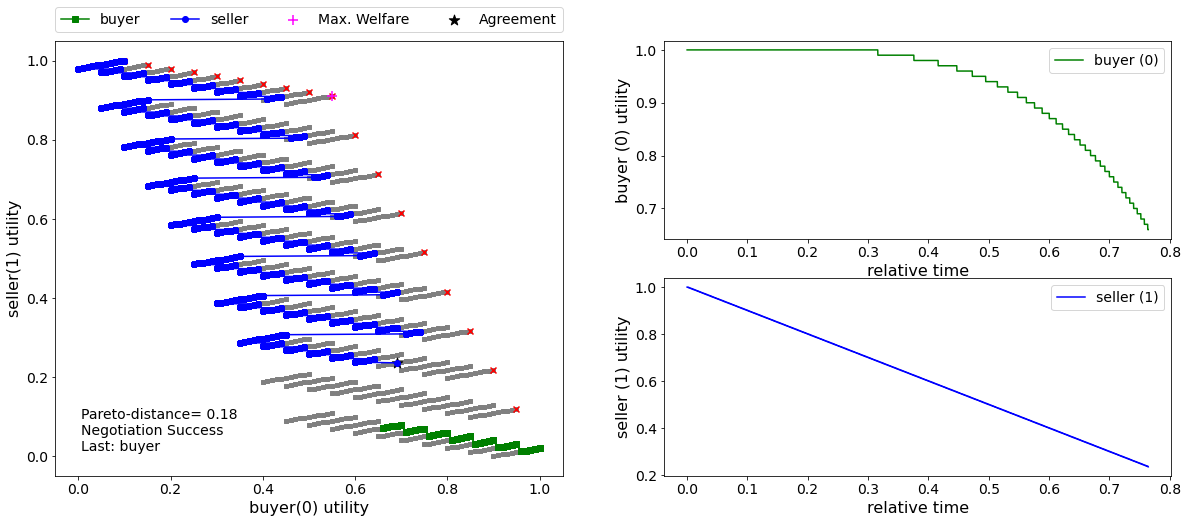 buyer seller Max. Welfare Agreement
1.0
0.8
0.6
0.4
0.2
0.0
seller(1) utility
Pareto-distance= 0.18
Negotiation Success
Last: buyer
0.0 0.2 0.4 0.6 0.8 1.0
buyer(0) utility
1.0
0.9
0.8
0.7
buyer (0) utility
buyer (0)
0.0 0.1 0.2 0.3 0.4 0.5 0.6 0.7 0.8
relative time
1.0
0.8
0.6
0.4
0.2
seller (1) utility
seller (1)
0.0 0.1 0.2 0.3 0.4 0.5 0.6 0.7 0.8
relative time